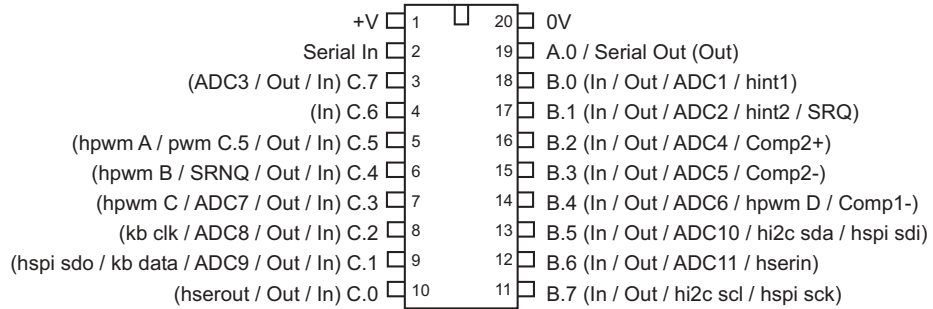 +V 1 20 0V
Serial In 2 19 A.0 / Serial Out (Out)
(ADC3 / Out / In) C.7 3 18 B.0 (In / Out / ADC1 / hint1)
(In) C.6 4 17 B.1 (In / Out / ADC2 / hint2 / SRQ)
(hpwm A / pwm C.5 / Out / In) C.5 5 16 B.2 (In / Out / ADC4 / Comp2+)
(hpwm B / SRNQ / Out / In) C.4 6 15 B.3 (In / Out / ADC5 / Comp2-)
(hpwm C / ADC7 / Out / In) C.3 7 14 B.4 (In / Out / ADC6 / hpwm D / Comp1-)
(kb clk / ADC8 / Out / In) C.2 8 13 B.5 (In / Out / ADC10 / hi2c sda / hspi sdi)
(hspi sdo / kb data / ADC9 / Out / In) C.1 9 12 B.6 (In / Out / ADC11 / hserin)
(hserout / Out / In) C.0 10 11 B.7 (In / Out / hi2c scl / hspi sck)